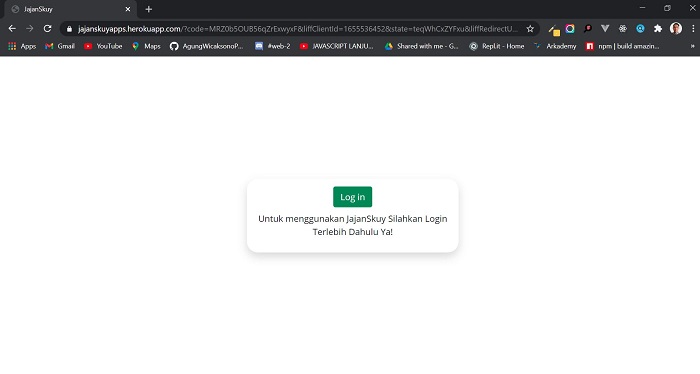 JajanSkuy
jajanskuyapps.herokuapp.com/?code=MRZ0b5OUB56qZrExwyxF&liffClientId=1655536452&state=teqWhCxZYFxu&liffRedirectU...
Apps Gmail YouTube Maps AgungWicaksonoP... #web-2 JAVASCRIPT LANJU... Shared with me - G... Repl.it - Home Arkademy npm | build amazin...
Log in
Untuk menggunakan JajanSkuy Silahkan Login
Terlebih Dahulu Ya!